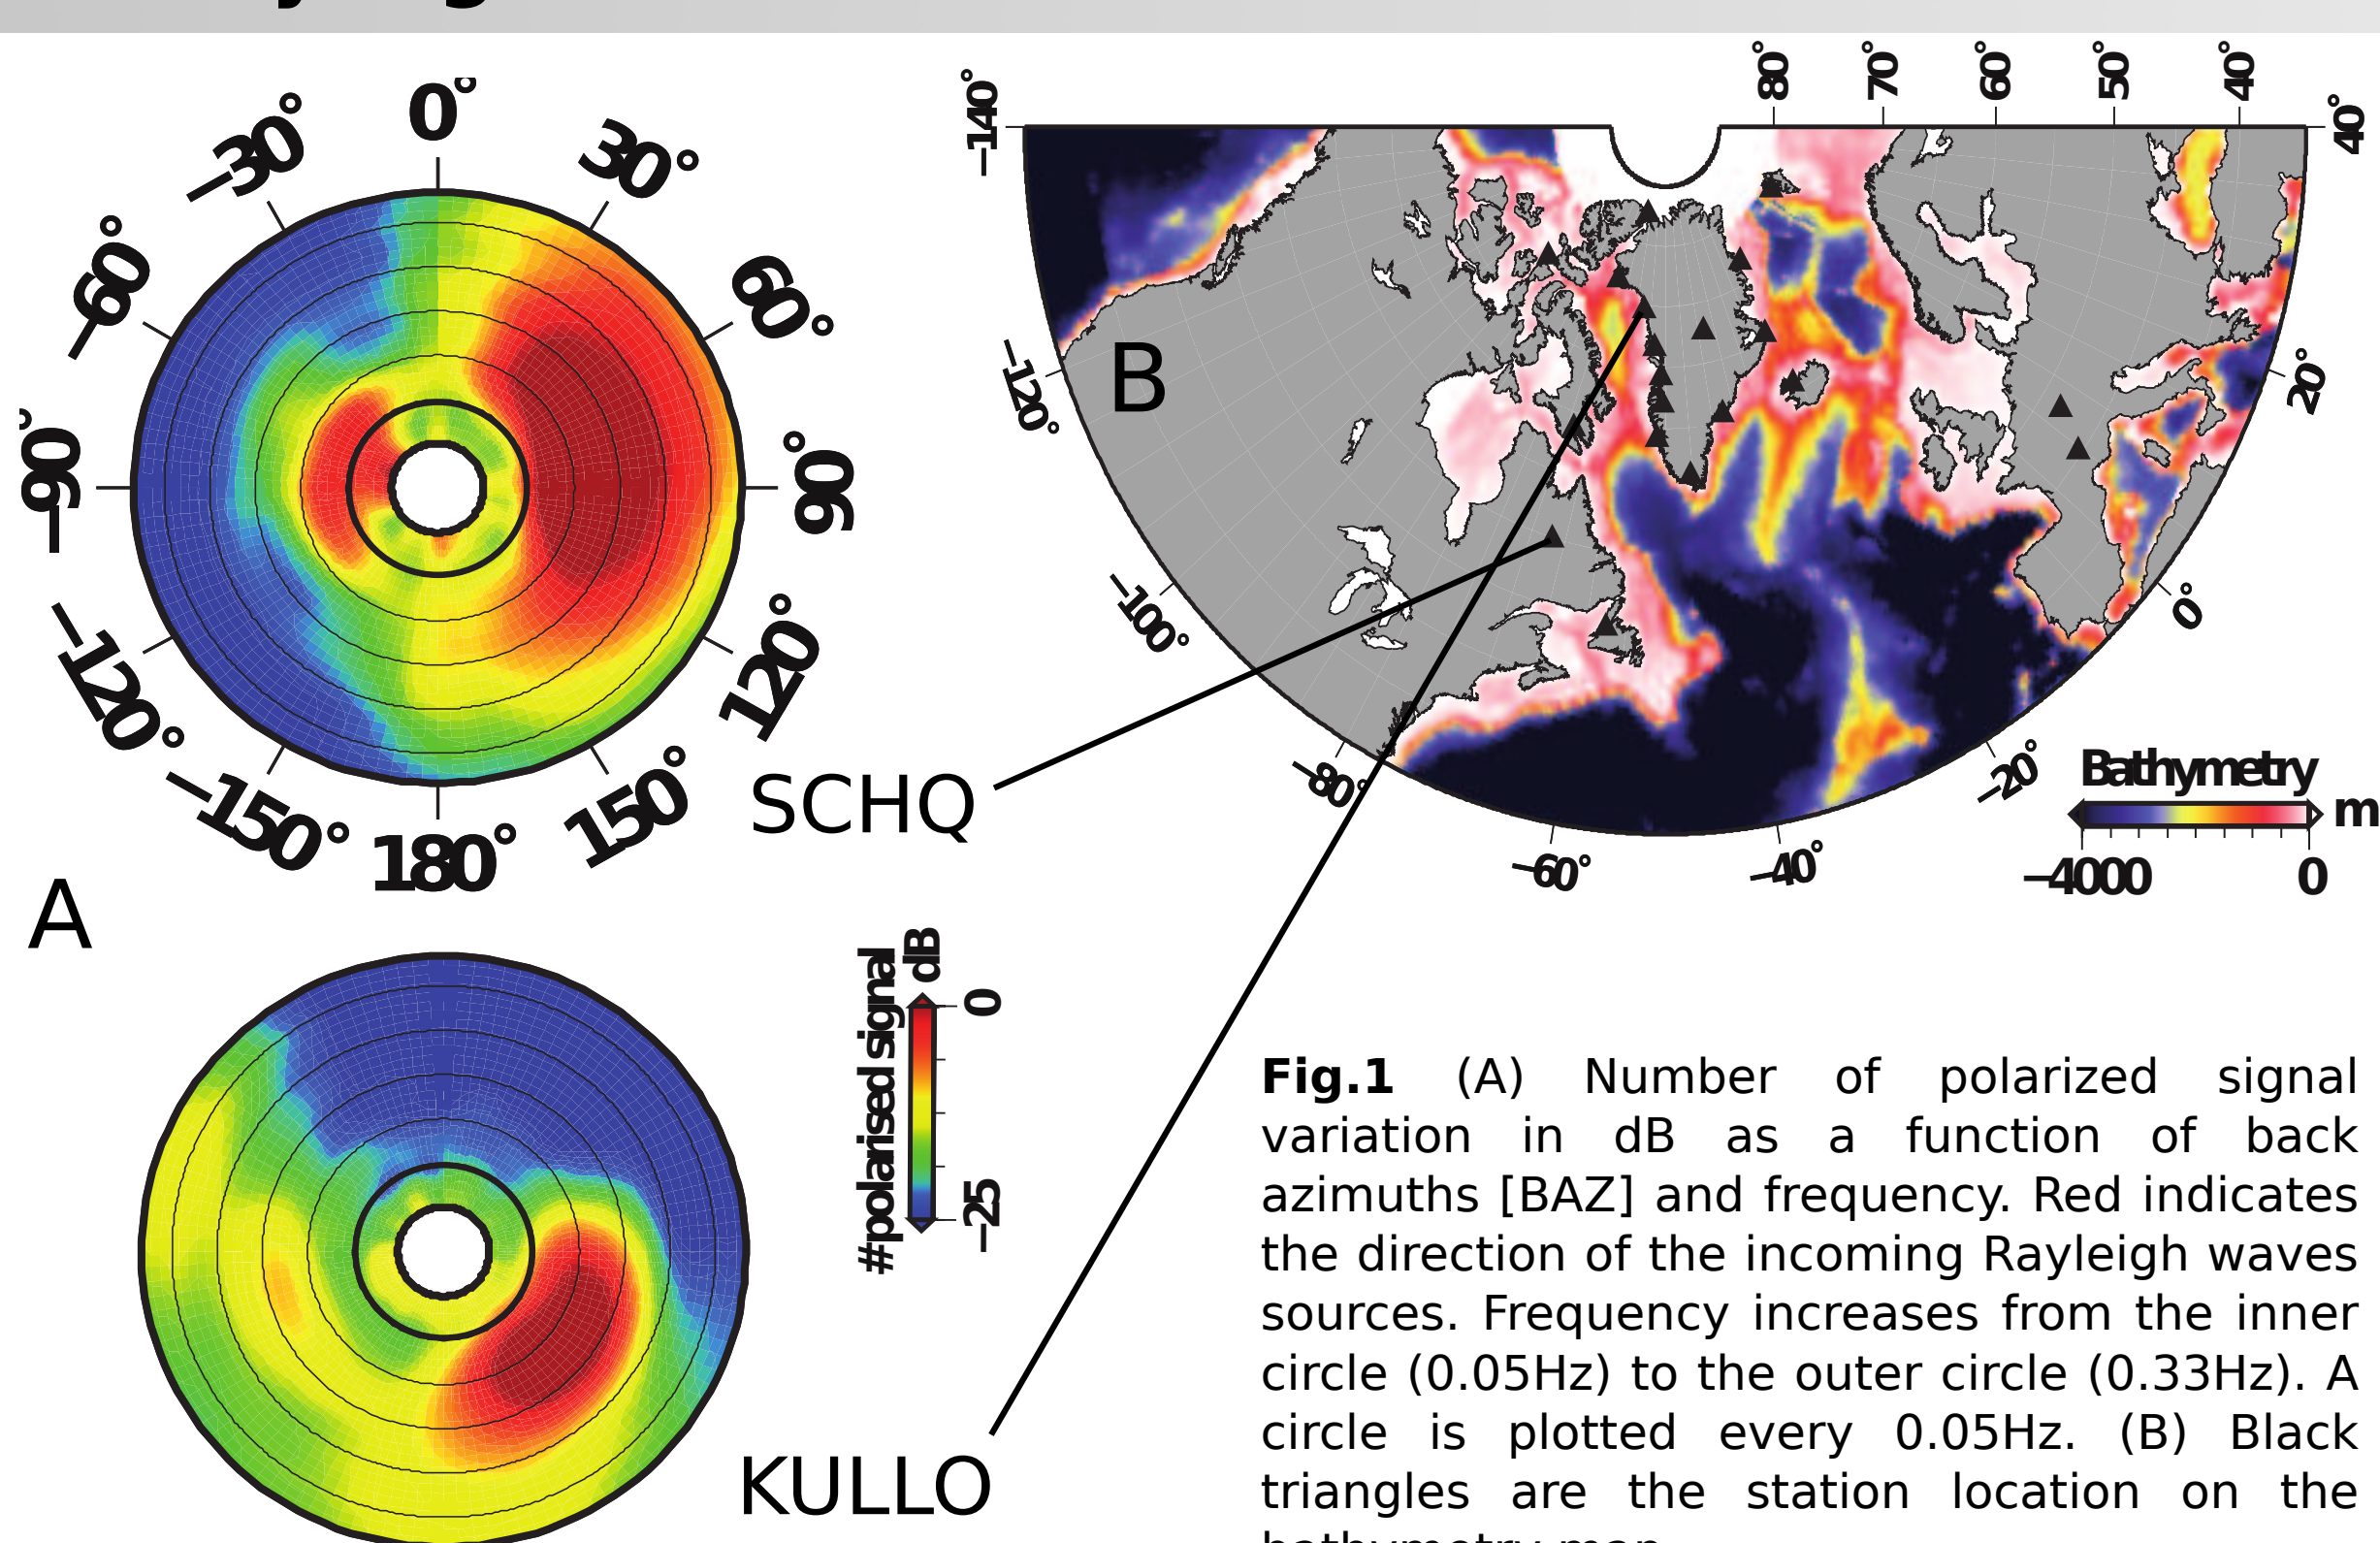 0°
30°
60°
90°
120°
150°
180°
−150°
−120°
−90°
−60°
−30°
SCHQ
A
#polarised signal
dB
0
−25
KULLO
−140°
80°
70°
60°
50°
40°
40°
20°
0°
−20°
−40°
−60°
−80°
−100°
−120°
B
Bathymetry
m
−4000
0
Fig.1 (A) Number of polarized signal
variation in dB as a function of back
azimuths [BAZ] and frequency. Red indicates
the direction of the incoming Rayleigh waves
sources. Frequency increases from the inner
circle (0.05Hz) to the outer circle (0.33Hz). A
circle is plotted every 0.05Hz. (B) Black
triangles are the station location on the